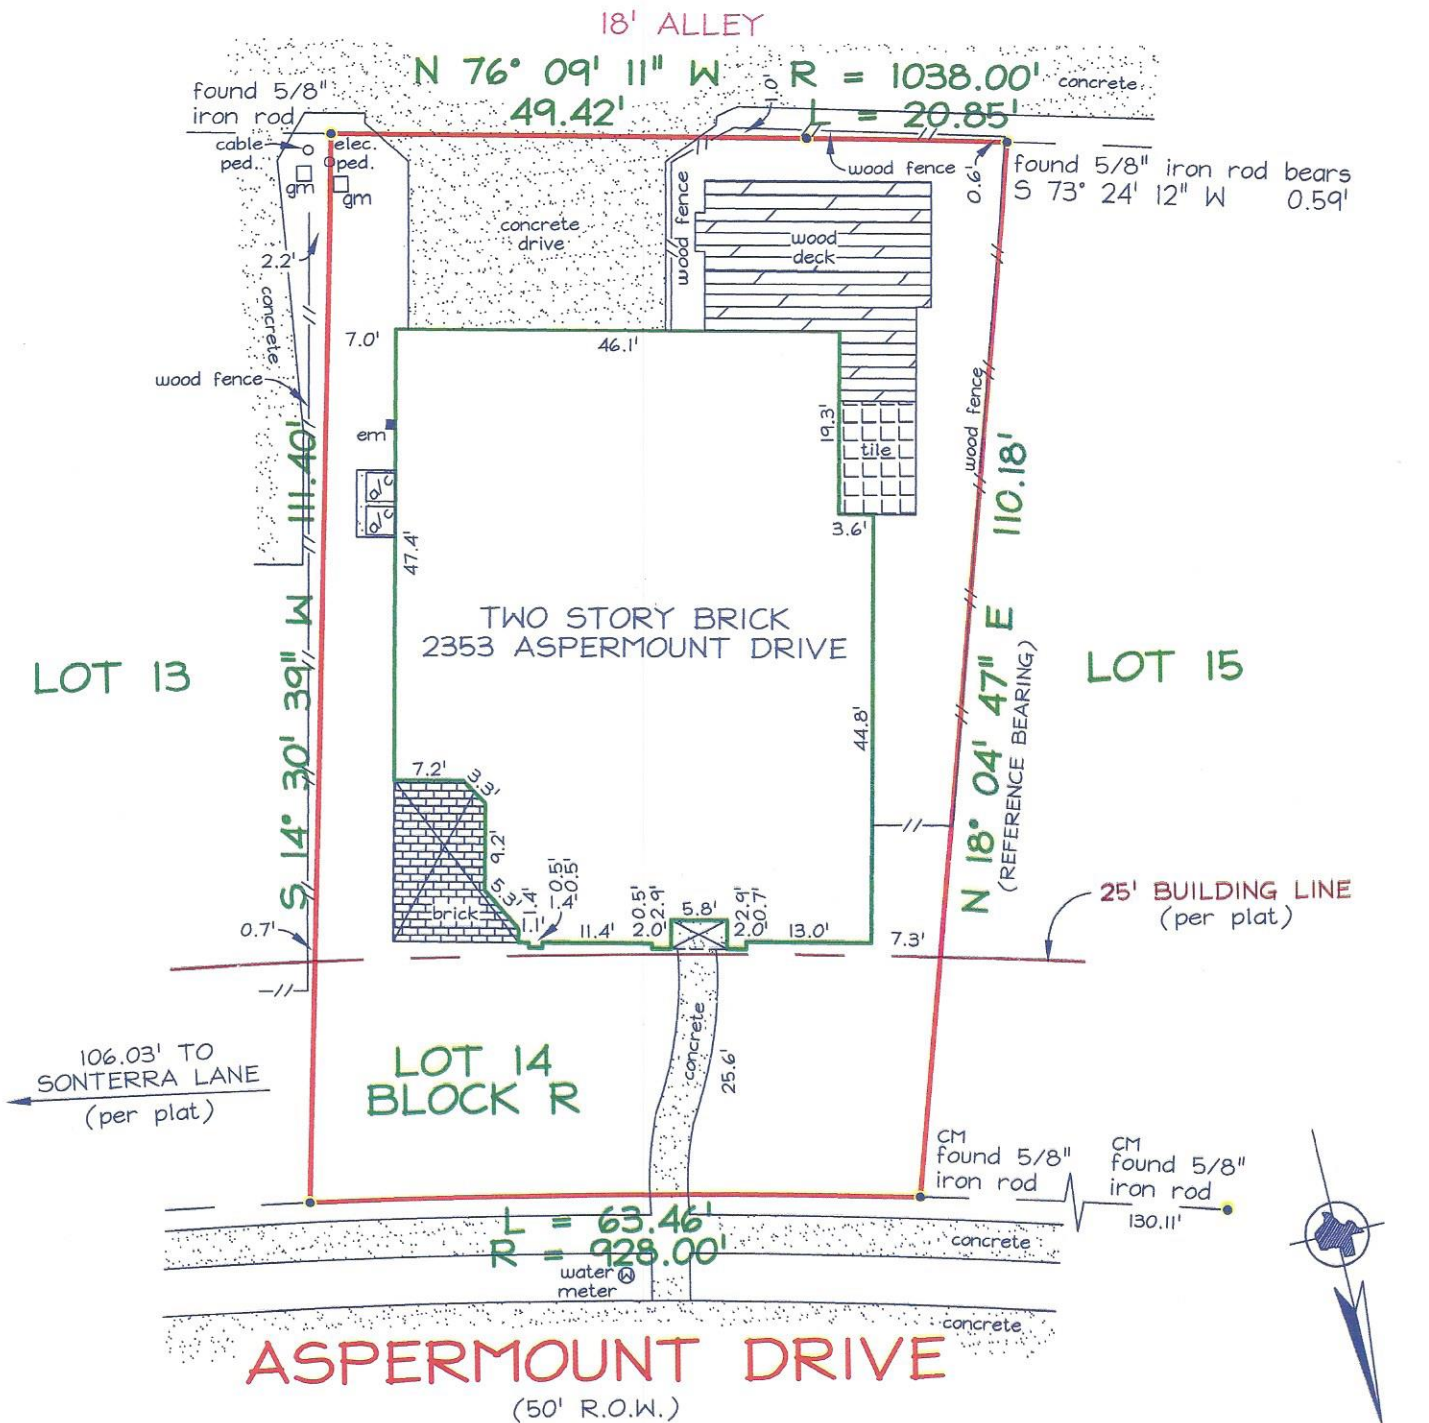 18' ALLEY
N 76° 09' 11" W
49.42'
R = 1038.00'
L = 20.85'
concrete
1.0'
found 5/8"
iron rod
cable
ped.
elec.
ped.
gm
gm
wood fence
0.6'
found 5/8" iron rod bears
S 73° 24' 12" W 0.59'
concrete
drive
wood fence
wood
deck
2.2'
concrete
7.0'
46.1'
wood fence
wood fence
19.3'
em
tile
a/c
a/c
3.6'
47.4'
S 14° 30' 39" W 111.40'
N 18° 04' 47" E 110.18'
(REFERENCE BEARING)
TWO STORY BRICK
2353 ASPERMOUNT DRIVE
LOT 13
LOT 15
44.8'
7.2'
3.3'
9.2'
5.3'
brick
1.4'
1.1'
0.5'
0.5'
1.4'
11.4'
0.5'
2.9'
2.0'
5.8'
2.9'
0.7'
2.0'
13.0'
7.3'
0.7'
25' BUILDING LINE
(per plat)
106.03' TO
SONTERRA LANE
(per plat)
LOT 14
BLOCK R
concrete
25.6'
CM
found 5/8"
iron rod
CM
found 5/8"
iron rod
130.11'
L = 63.46'
R = 928.00'
concrete
water W
meter
concrete
ASPERMOUNT DRIVE
(50' R.O.W.)